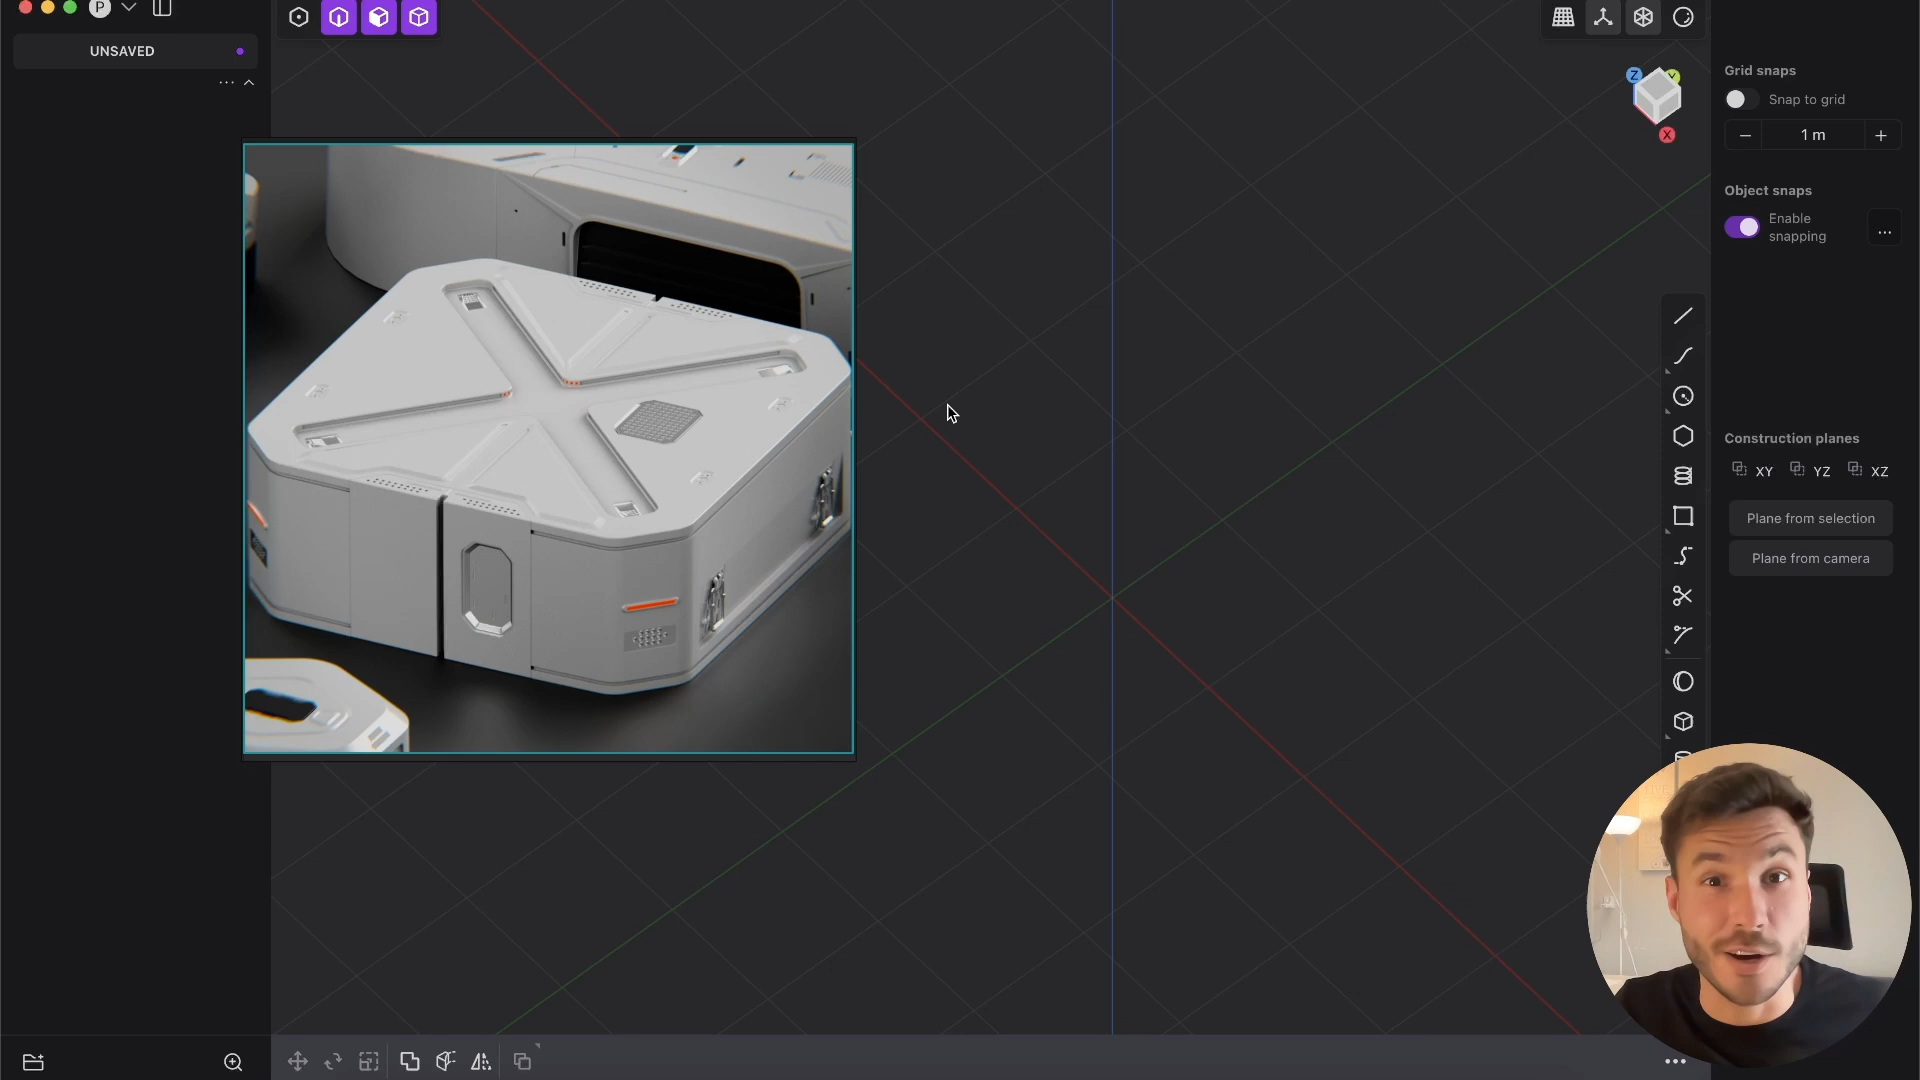 P
UNSAVED
Z
Y
X
Grid snaps
Snap to grid
1 m
Object snaps
Enable
snapping
...
Construction planes
XY
YZ
XZ
Plane from selection
Plane from camera